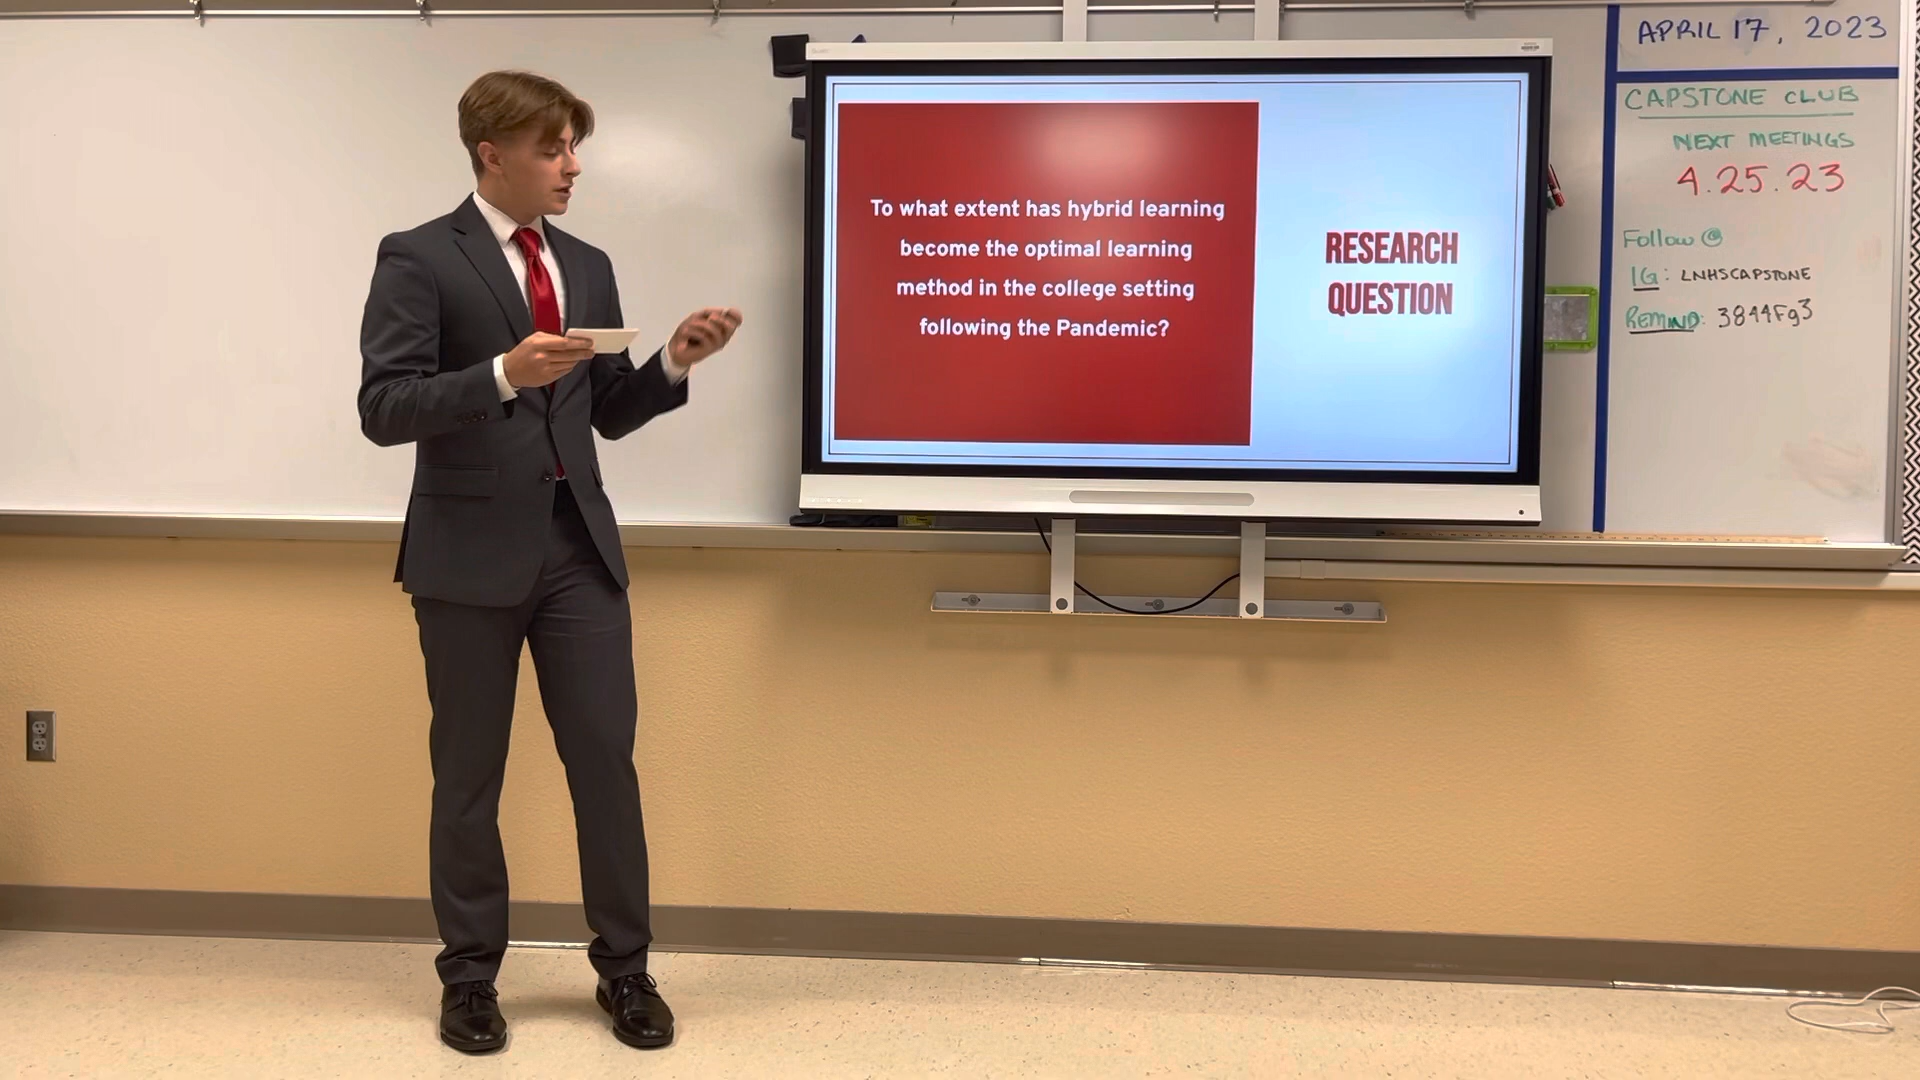 To what extent has hybrid learning
become the optimal learning
method in the college setting
following the Pandemic?
RESEARCH
QUESTION
APRIL 17, 2023
CAPSTONE CLUB
NEXT MEETINGS
4.25.23
Follow @
IG: LNHSCAPSTONE
REMIND: 3844Fg3